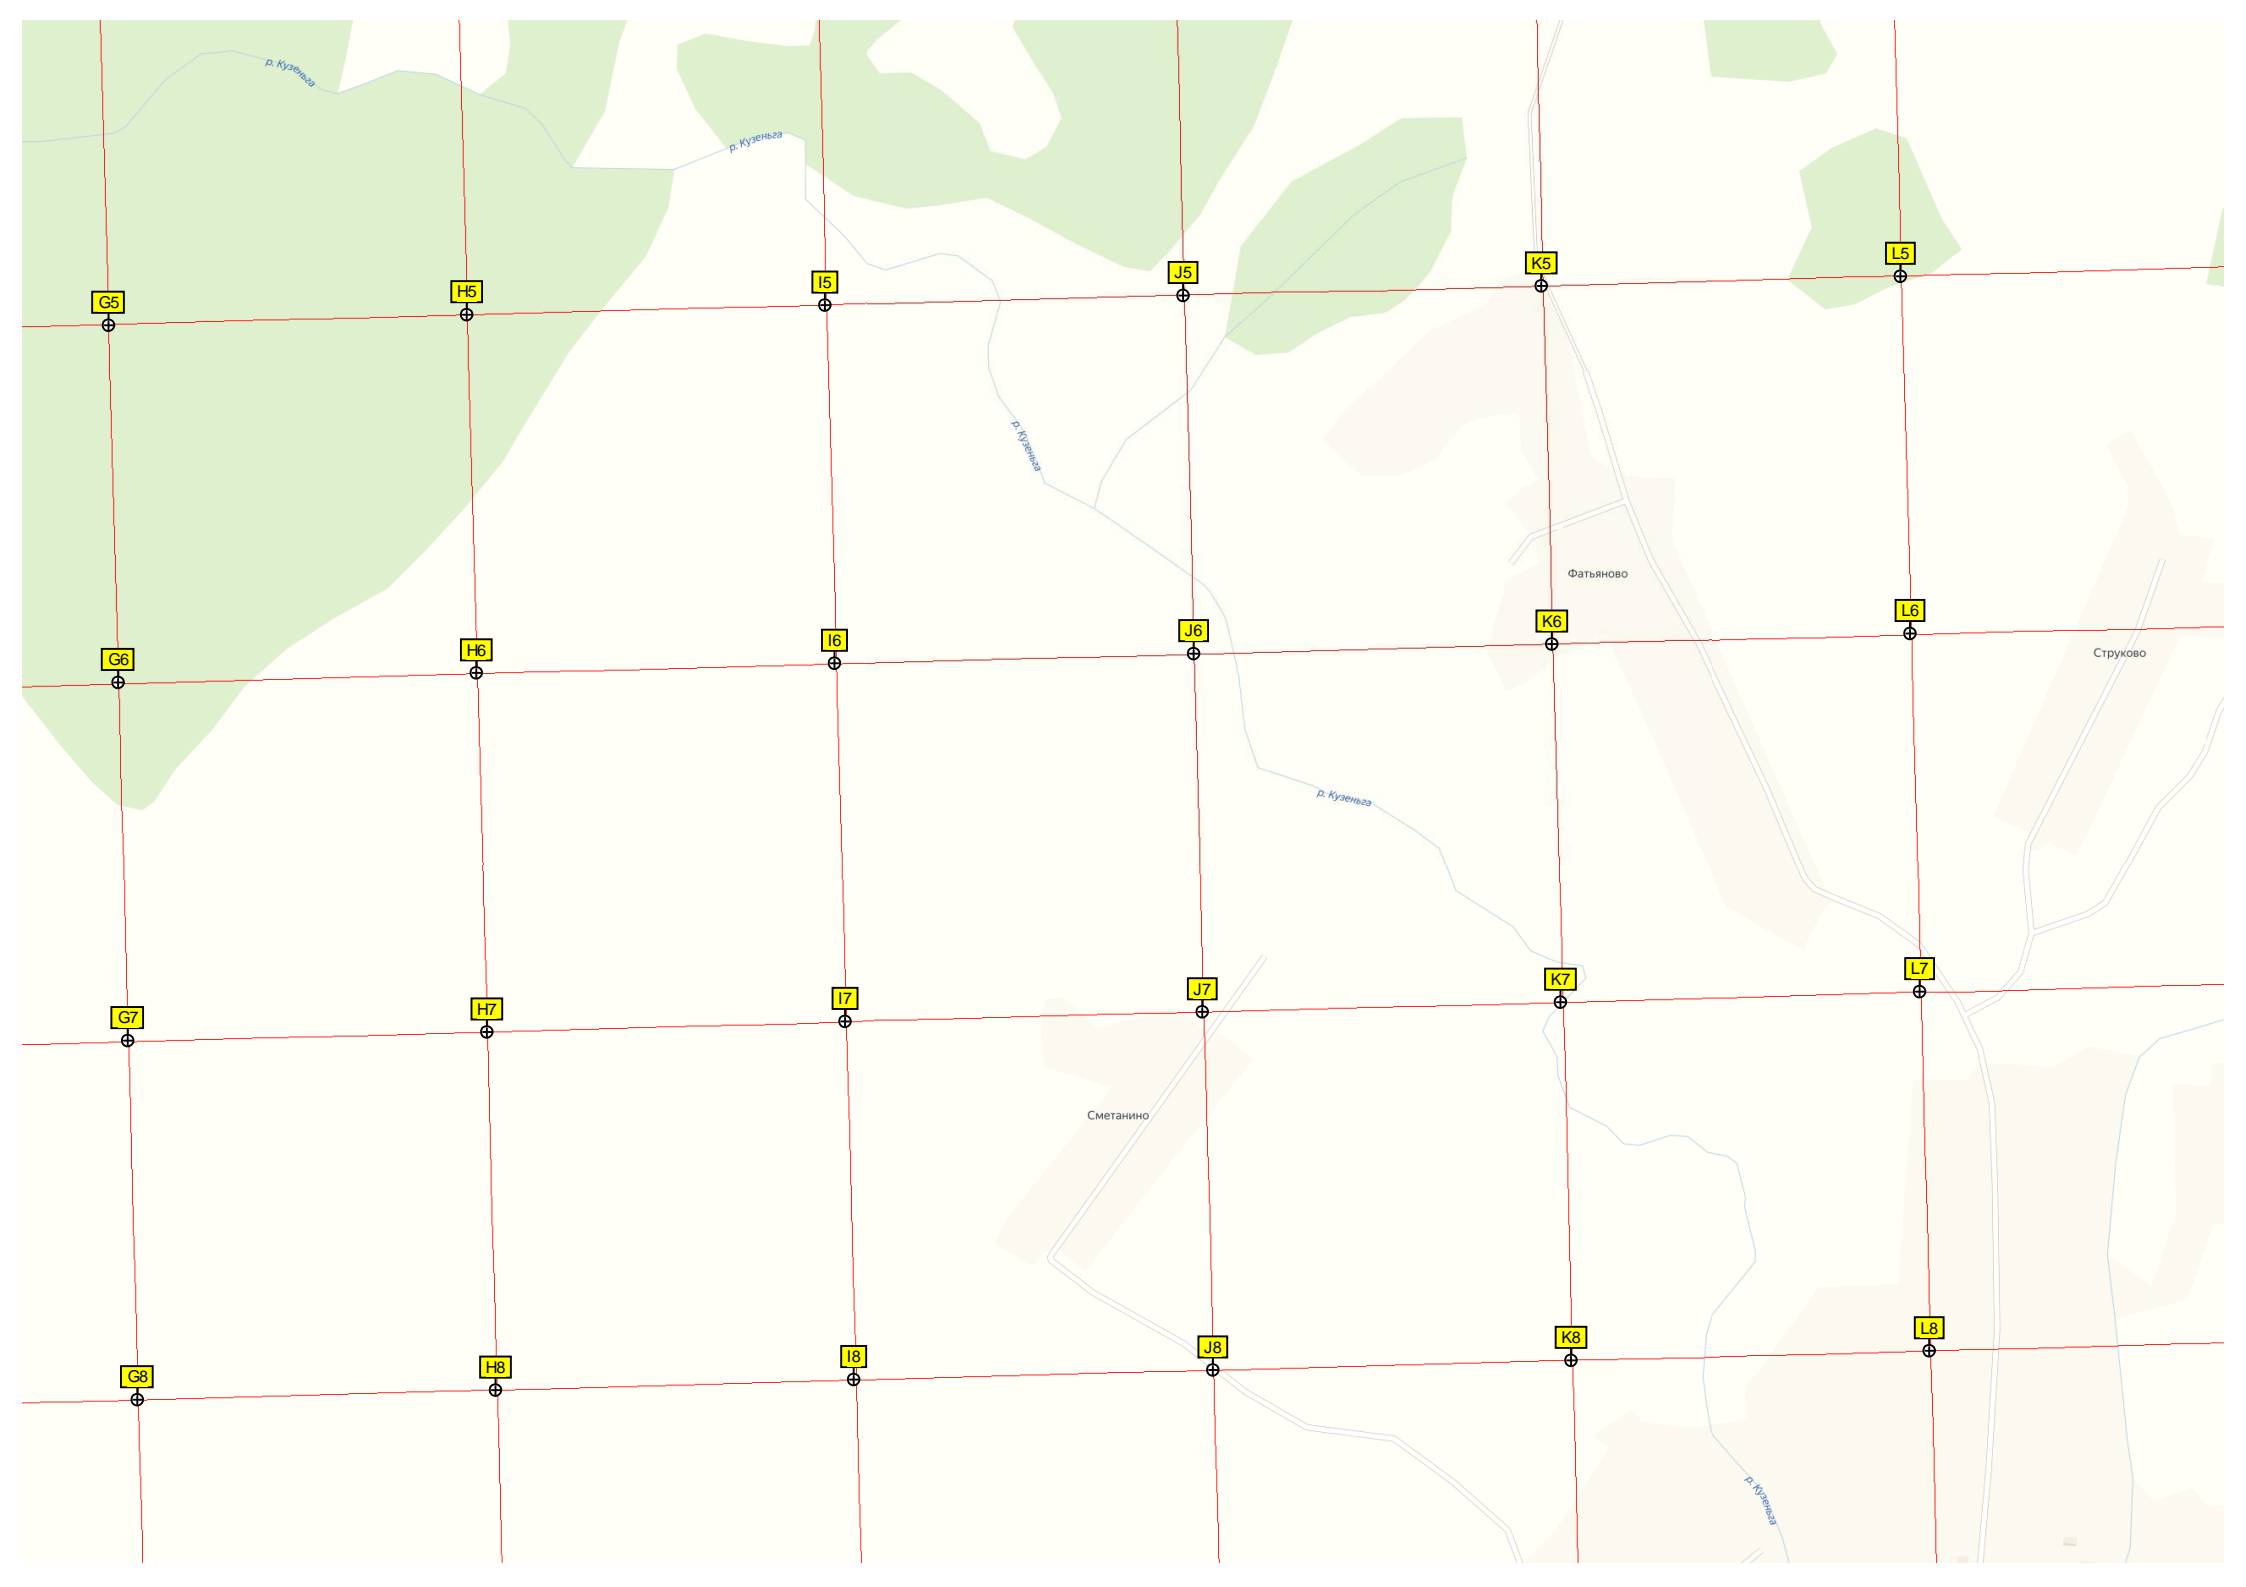 р. Кузеньга
р. Кузеньга
G5
H5
I5
J5
K5
L5
р. Кузеньга
Фатьяново
G6
H6
I6
J6
K6
L6
Струково
р. Кузеньга
G7
H7
I7
J7
K7
L7
Сметанино
G8
H8
I8
J8
K8
L8
р. Кузеньга